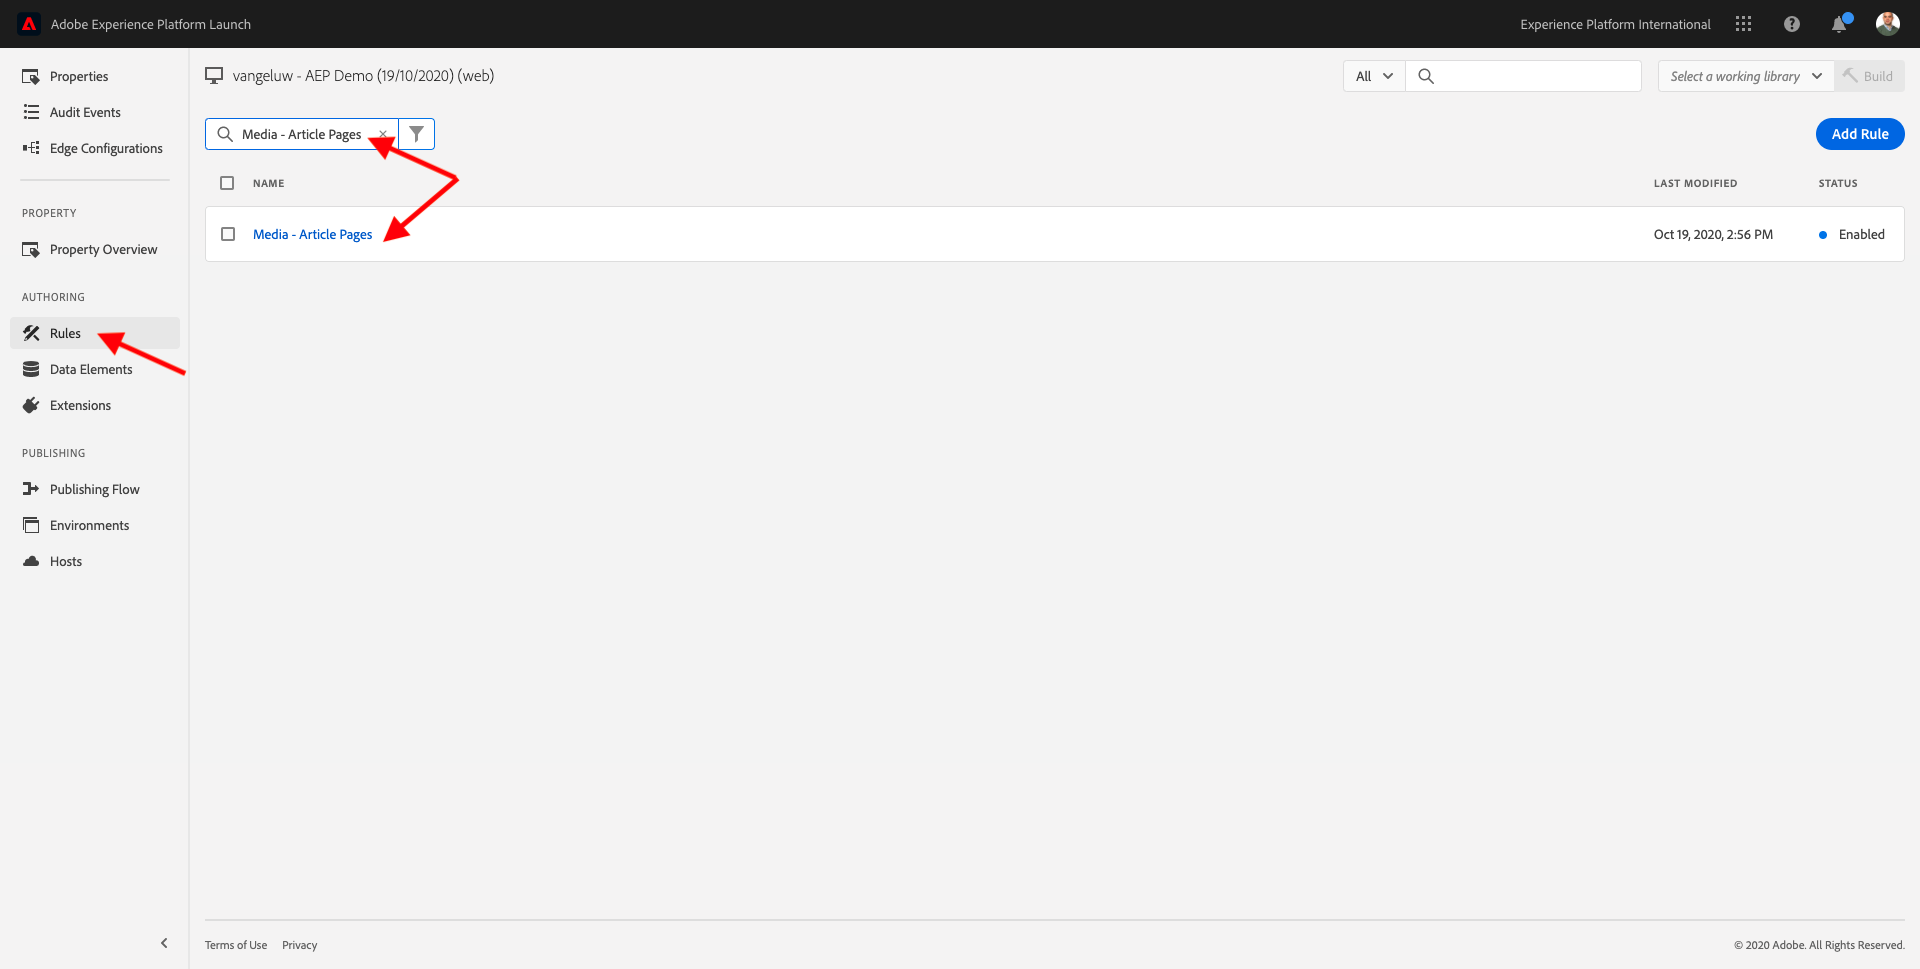 Adobe Experience Platform Launch
Experience Platform International
Properties
Audit Events
Edge Configurations
PROPERTY
Property Overview
AUTHORING
Rules
Data Elements
Extensions
PUBLISHING
Publishing Flow
Environments
Hosts
vangeluw - AEP Demo (19/10/2020) (web)
All
Select a working library
Build
Media - Article Pages
Add Rule
NAME LAST MODIFIED STATUS
Media - Article Pages Oct 19, 2020, 2:56 PM Enabled
Terms of Use Privacy
© 2020 Adobe. All Rights Reserved.